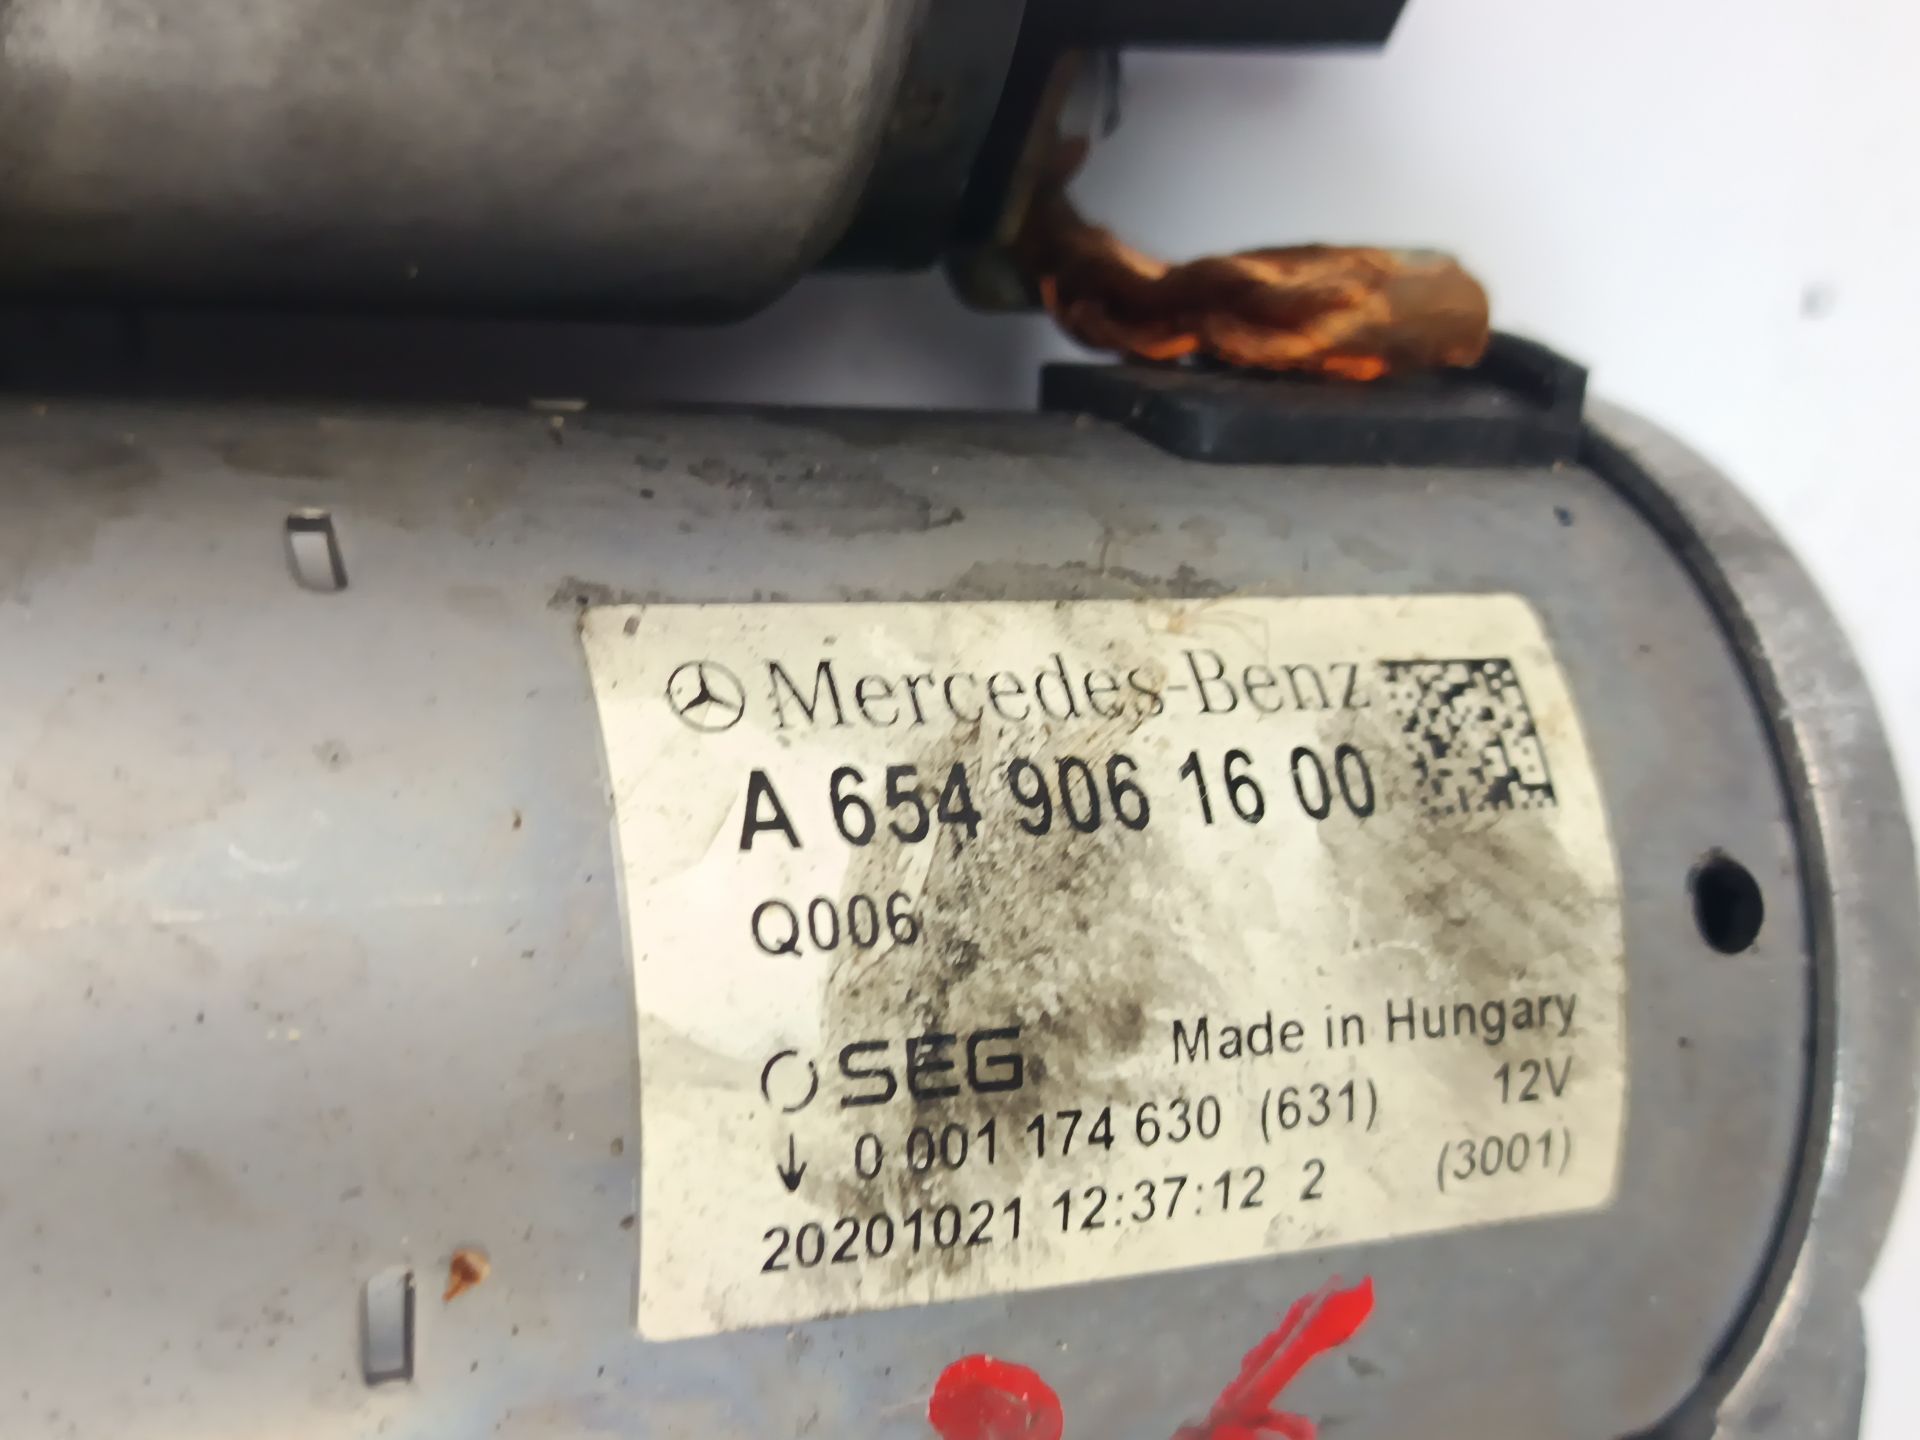 Mercedes-Benz
A 654 906 16 00
Q006
SEG Made in Hungary
0 001 174 630 (631) 12V
20201021 12:37:12 2 (3001)